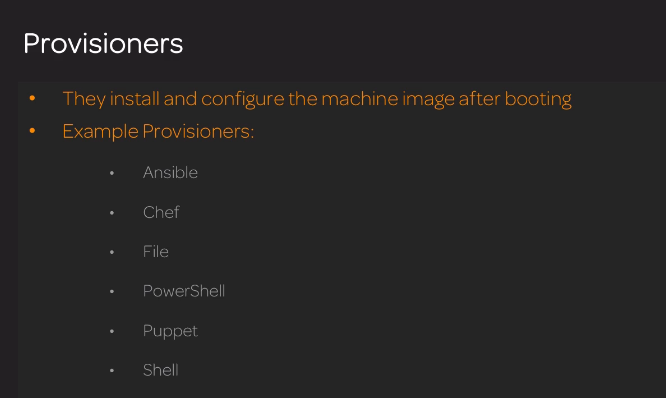 Provisioners
• They install and configure the machine image after booting
• Example Provisioners:
• Ansible
• Chef
• File
• PowerShell
• Puppet
• Shell